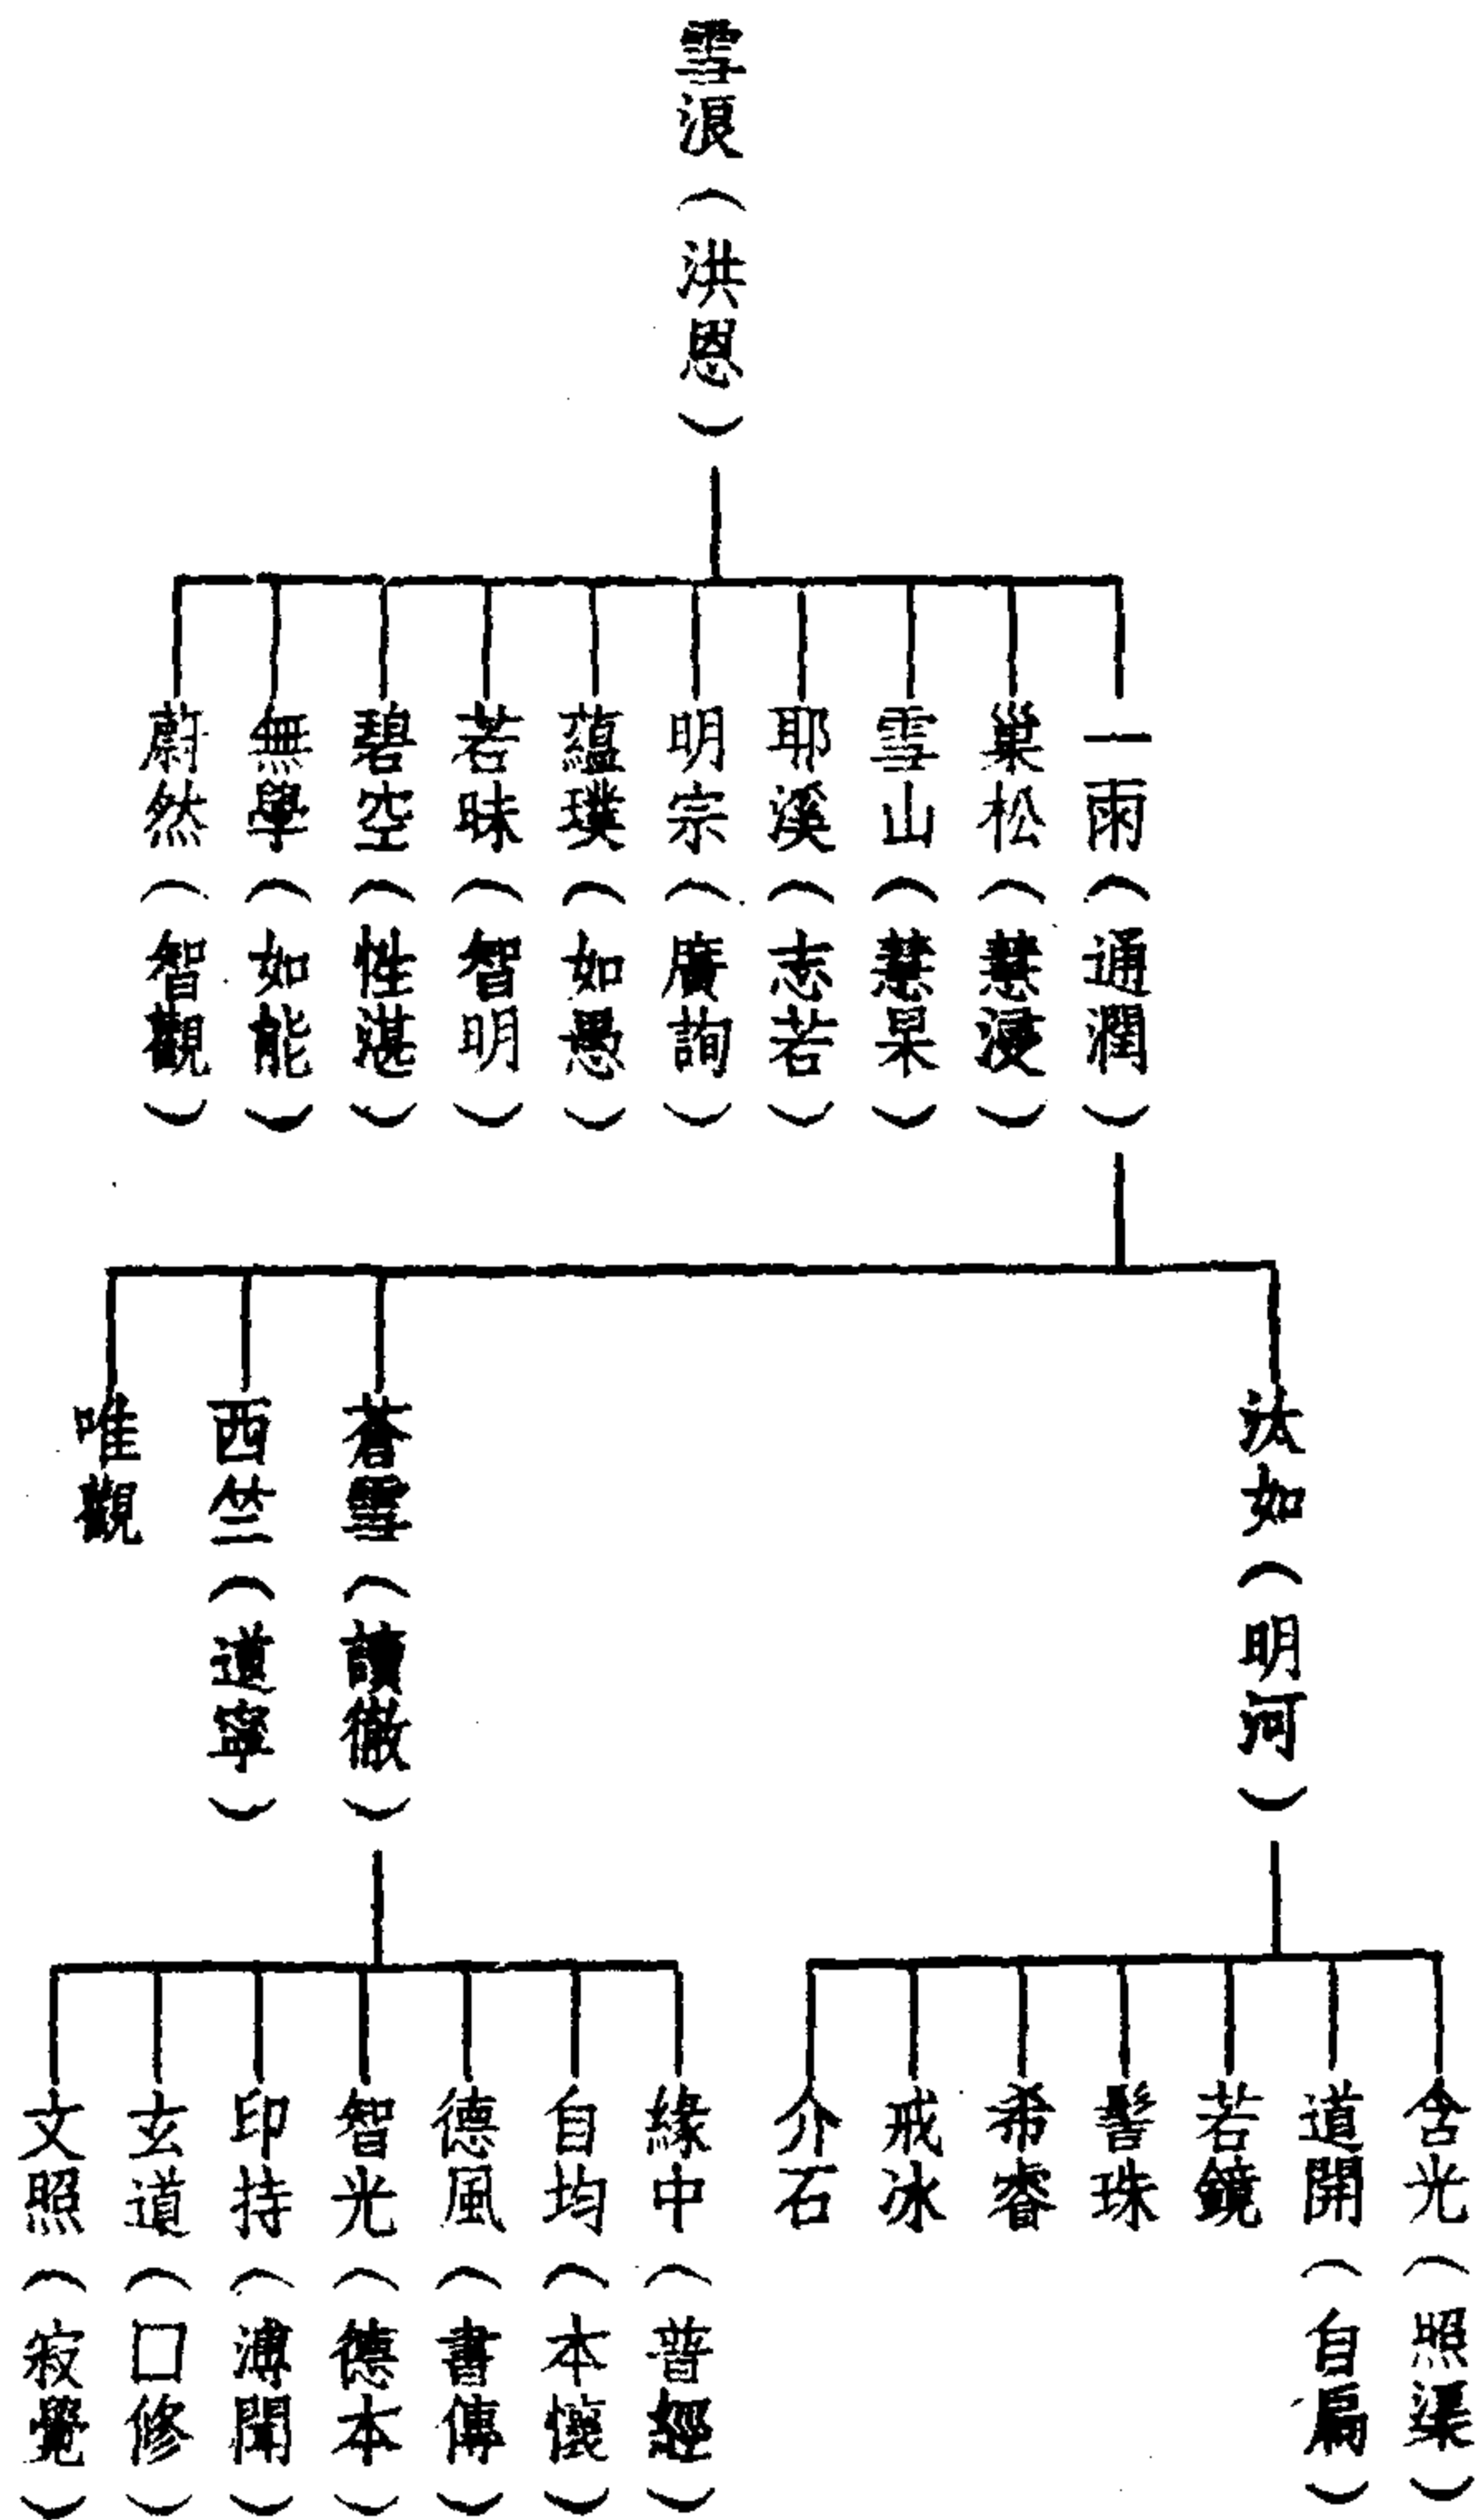 雪浪（洪恩）
一雨（通潤）
巢松（慧浸）
雪山（慧杲）
耶溪（志若）
明宗（廣詢）
蘊璞（如愚）
若昧（智明）
碧空（性湛）
無學（如能）
蔚然（智觀）
汰如（明河）
蒼雪（讀徹）
西竺（道寧）
唯觀
含光（照渠）
道開（自扃）
若鏡
髻珠
希睿
戒冰
介石
緣中（普經）
自均（本懷）
德風（書傳）
智光（德本）
印持（溥聞）
玄道（口修）
文照（寂覺）